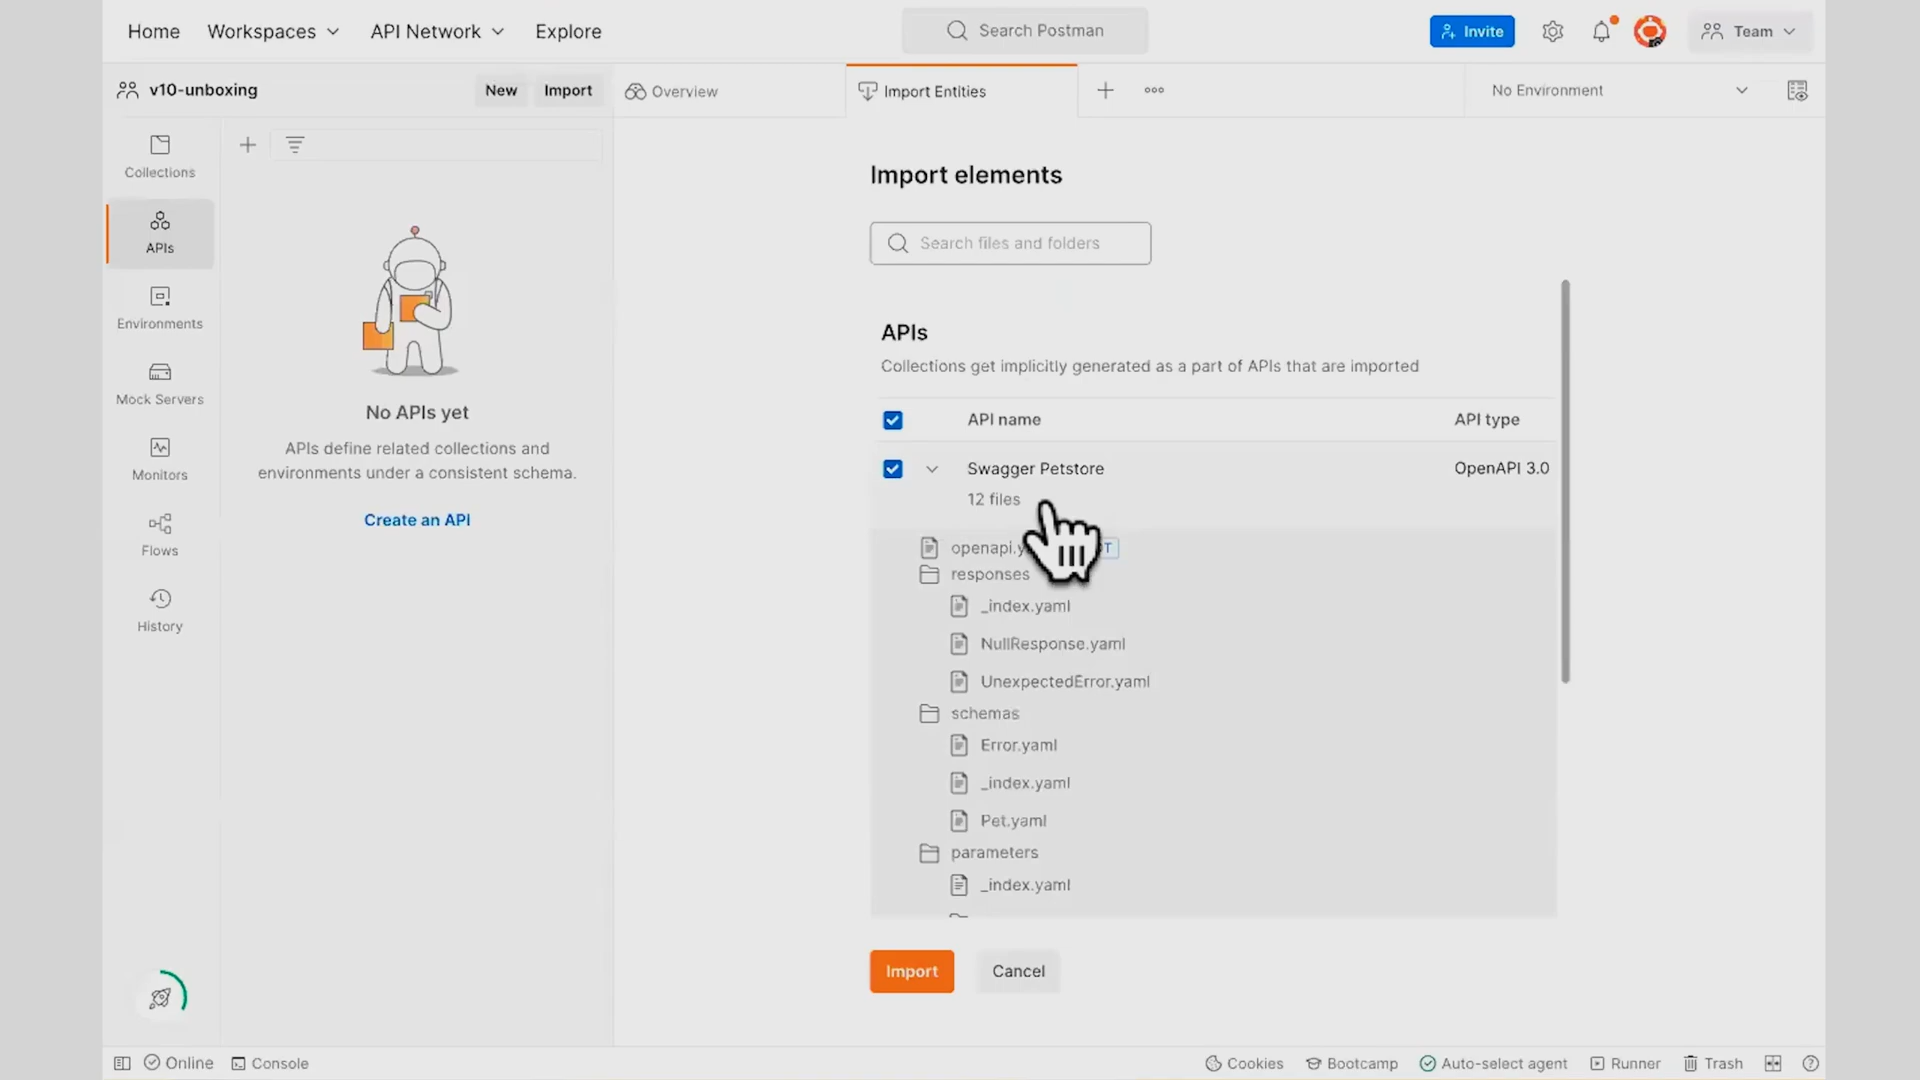 Home Workspaces API Network Explore Search Postman Invite Team
v10-unboxing New Import Overview Import Entities No Environment
Collections
APIs
Environments
Mock Servers
Monitors
Flows
History
No APIs yet
APIs define related collections and
environments under a consistent schema.
Create an API
Import elements
Search files and folders
APIs
Collections get implicitly generated as a part of APIs that are imported
API name API type
Swagger Petstore OpenAPI 3.0
12 files
responses
_index.yaml
NullResponse.yaml
UnexpectedError.yaml
schemas
Error.yaml
_index.yaml
Pet.yaml
parameters
_index.yaml
Import Cancel
Online Console Cookies Bootcamp Auto-select agent Runner Trash